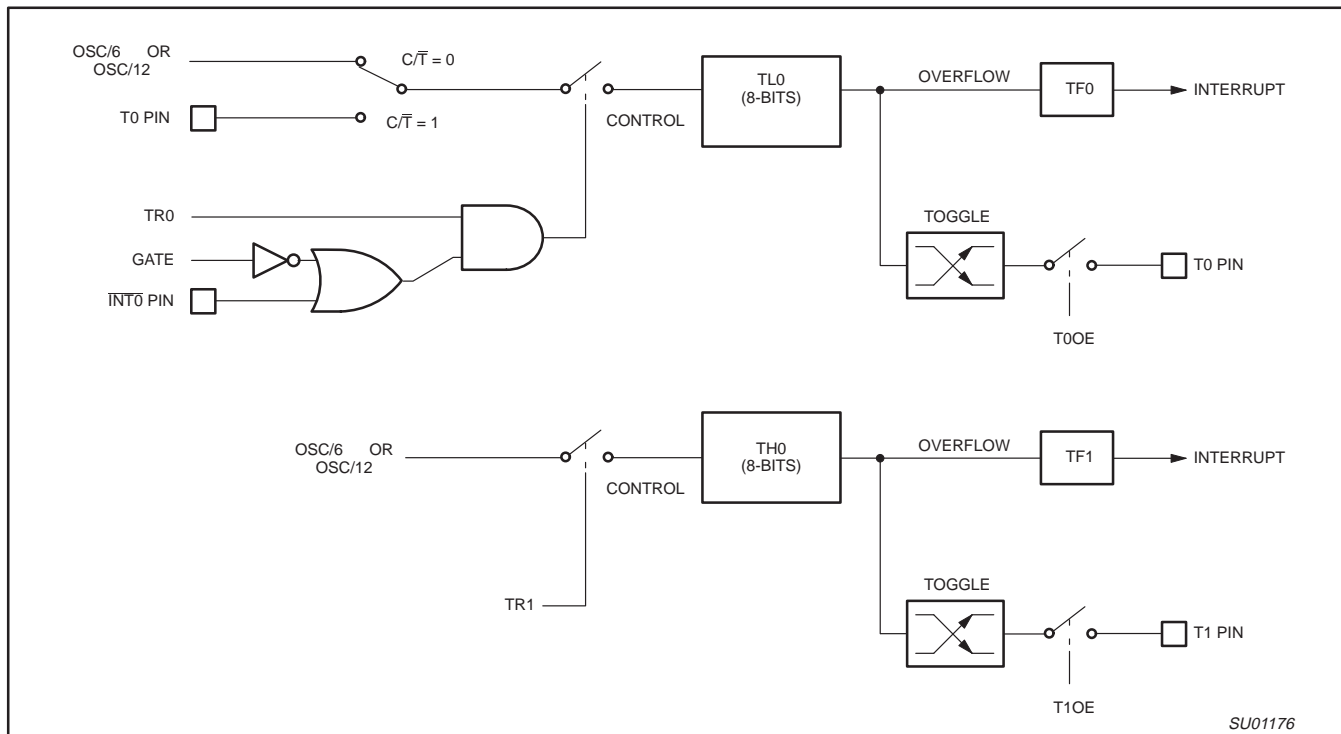 OSC/6 OR
OSC/12
C/T̅ = 0
T0 PIN
C/T̅ = 1
CONTROL
TL0
(8-BITS)
OVERFLOW
TF0
INTERRUPT
TR0
GATE
I̅N̅T̅0̅ PIN
TOGGLE
T0 PIN
T0OE
OSC/6 OR
OSC/12
CONTROL
TH0
(8-BITS)
OVERFLOW
TF1
INTERRUPT
TR1
TOGGLE
T1 PIN
T1OE
SU01176